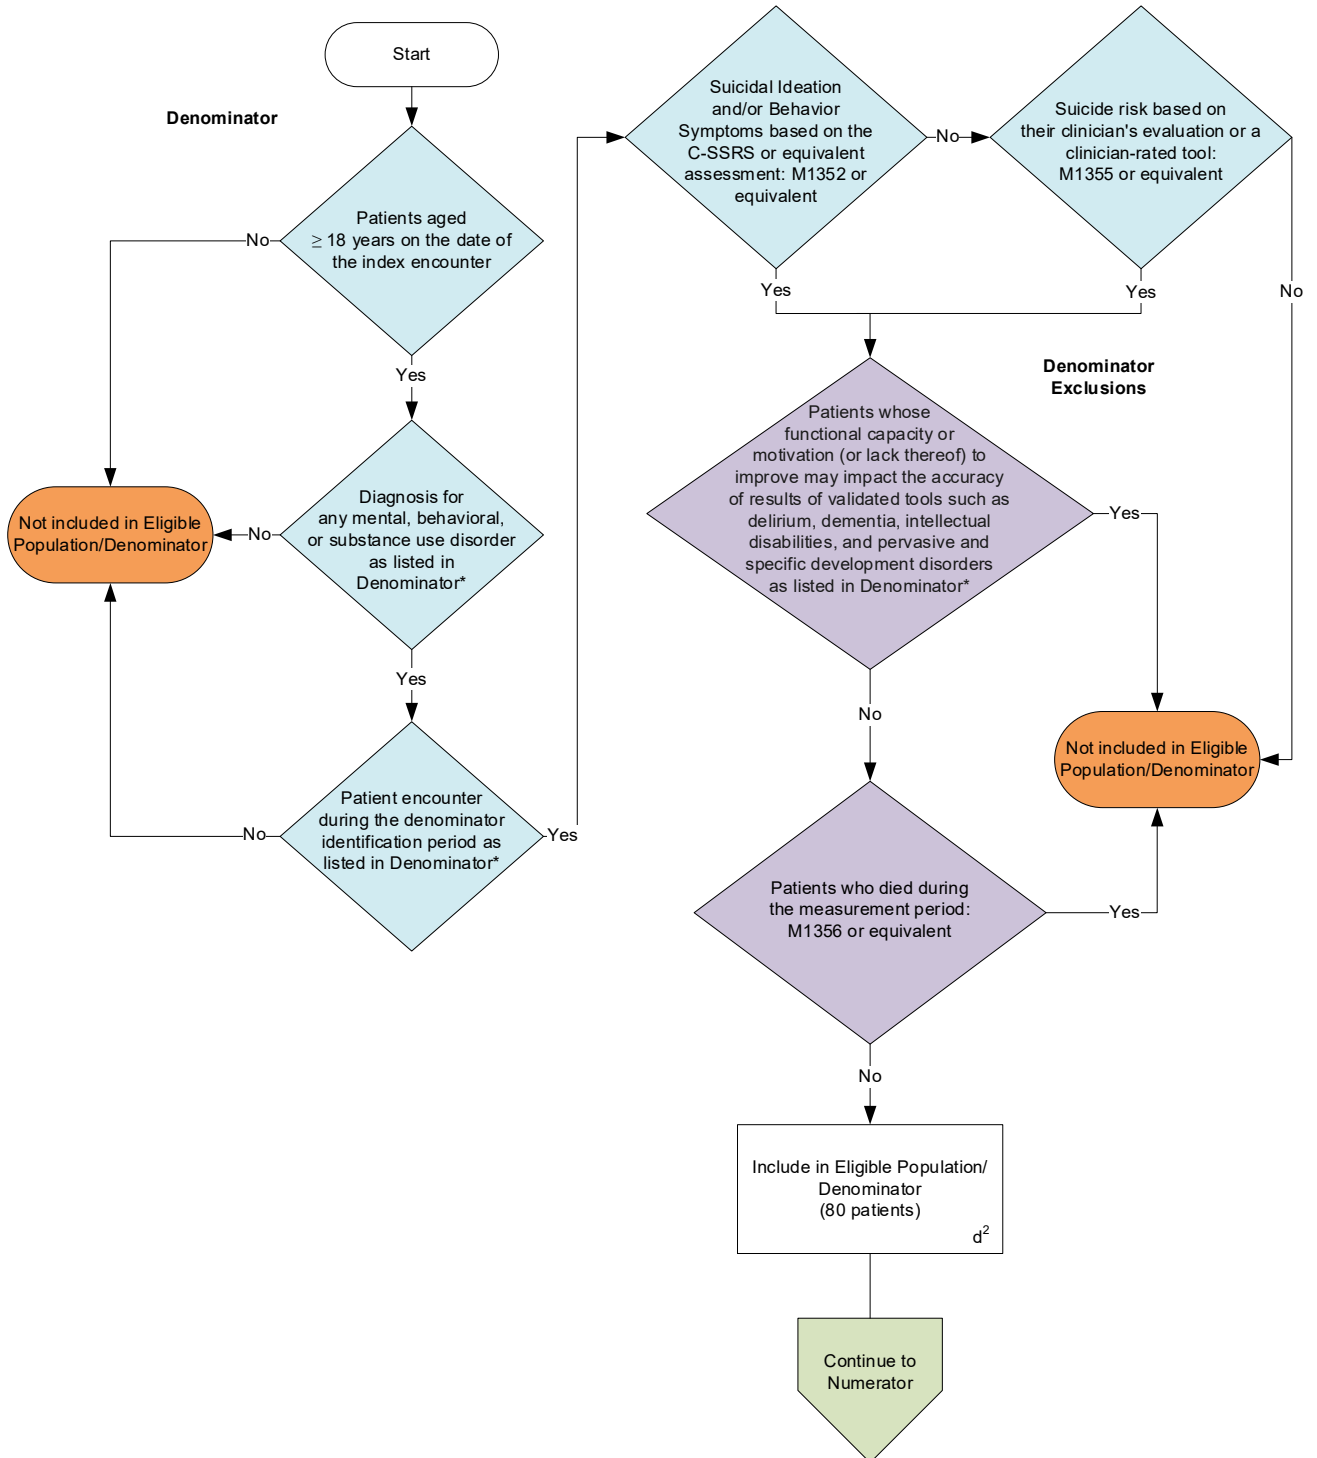 Start
Denominator
Patients aged
≥ 18 years on the date of
the index encounter
No
Yes
Diagnosis for
any mental, behavioral,
or substance use disorder
as listed in
Denominator*
No
Not included in Eligible
Population/Denominator
Yes
Patient encounter
during the denominator
identification period as
listed in Denominator*
No
Yes
Suicidal Ideation
and/or Behavior
Symptoms based on the
C-SSRS or equivalent
assessment: M1352 or
equivalent
No
Yes
Suicide risk based on
their clinician's evaluation or a
clinician-rated tool:
M1355 or equivalent
Yes
No
Denominator
Exclusions
Patients whose
functional capacity or
motivation (or lack thereof) to
improve may impact the accuracy
of results of validated tools such as
delirium, dementia, intellectual
disabilities, and pervasive and
specific development disorders
as listed in Denominator*
Yes
No
Not included in Eligible
Population/Denominator
Patients who died during
the measurement period:
M1356 or equivalent
Yes
No
Include in Eligible Population/
Denominator
(80 patients)
d²
Continue to
Numerator